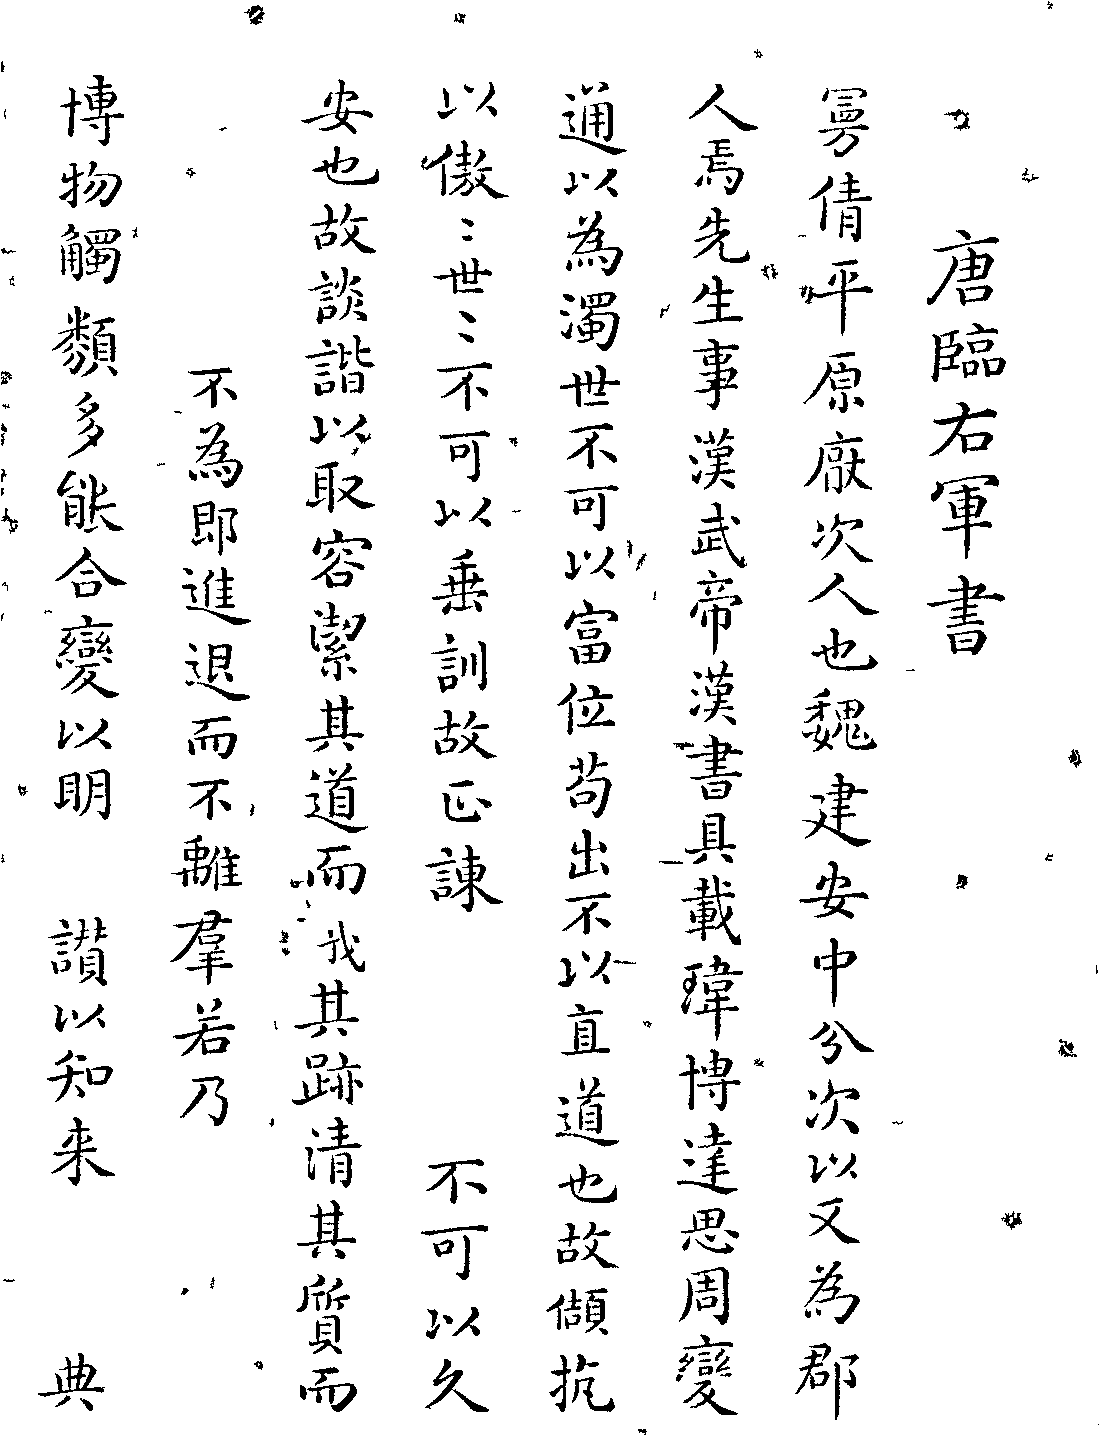 唐臨右軍書
曼倩平原厭次人也魏建安中分次以又為郡
人焉先生事漢武帝漢書具載瑋博達思周變
通以為濁世不可以富位苟出不以直道也故抗
以傲〻世〻不可以垂訓故正諫 不可以久
安也故談諧以取容潔其道而我其跡清其質而
不為即進退而不離羣若乃
博物觸類多能合變以明 讃以知来 典